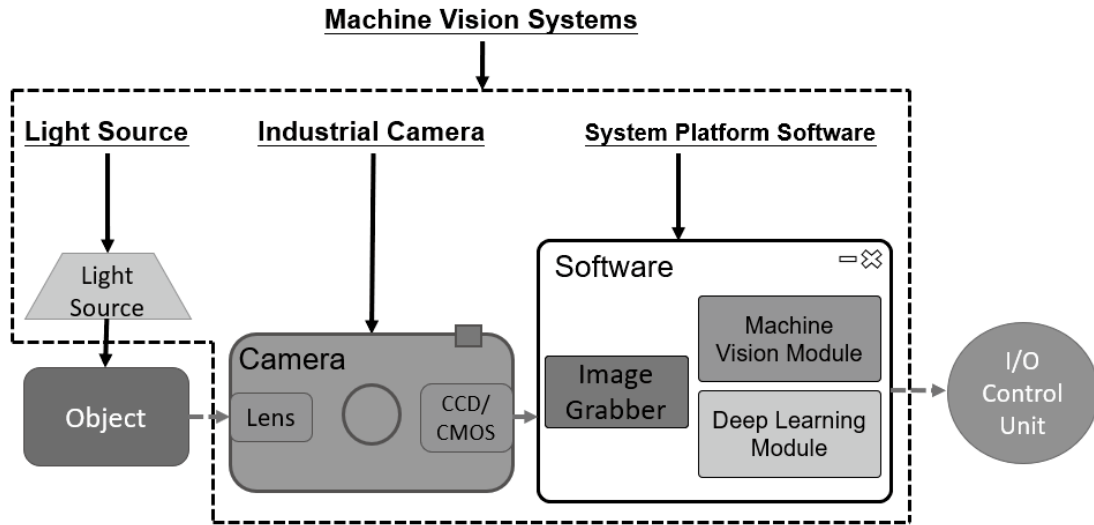 Machine Vision Systems
Light Source
Industrial Camera
System Platform Software
Light
Source
Object
Camera
Lens
CCD/
CMOS
Software
Image
Grabber
Machine
Vision Module
Deep Learning
Module
I/O
Control
Unit